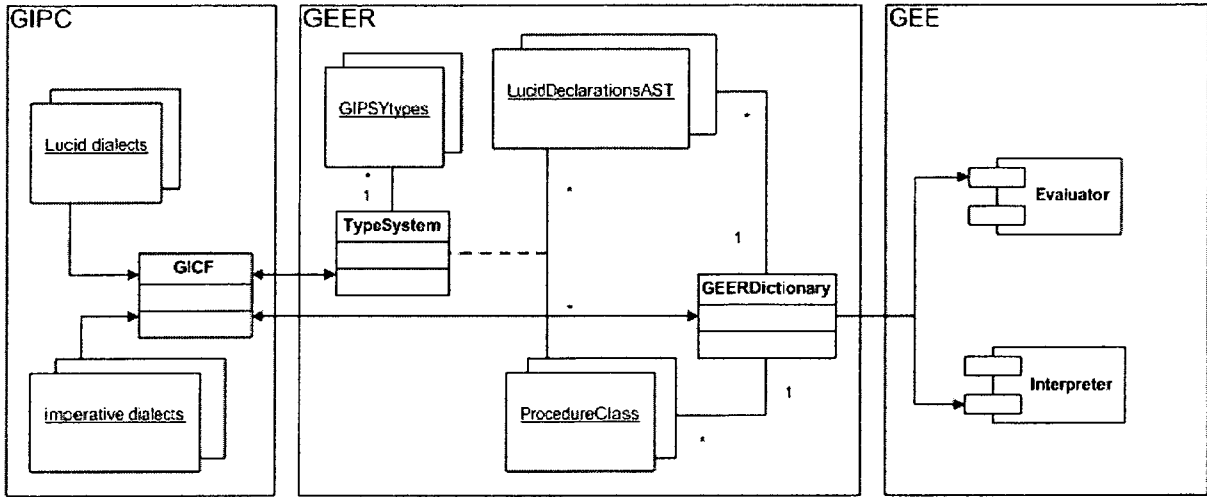 GIPC
GEER
GEE
Lucid dialects
GIPSYtypes
LucidDeclarationsAST
*
1
TypeSystem
*
*
1
Evaluator
GICF
*
GEERDictionary
imperative dialects
ProcedureClass
1
*
Interpreter